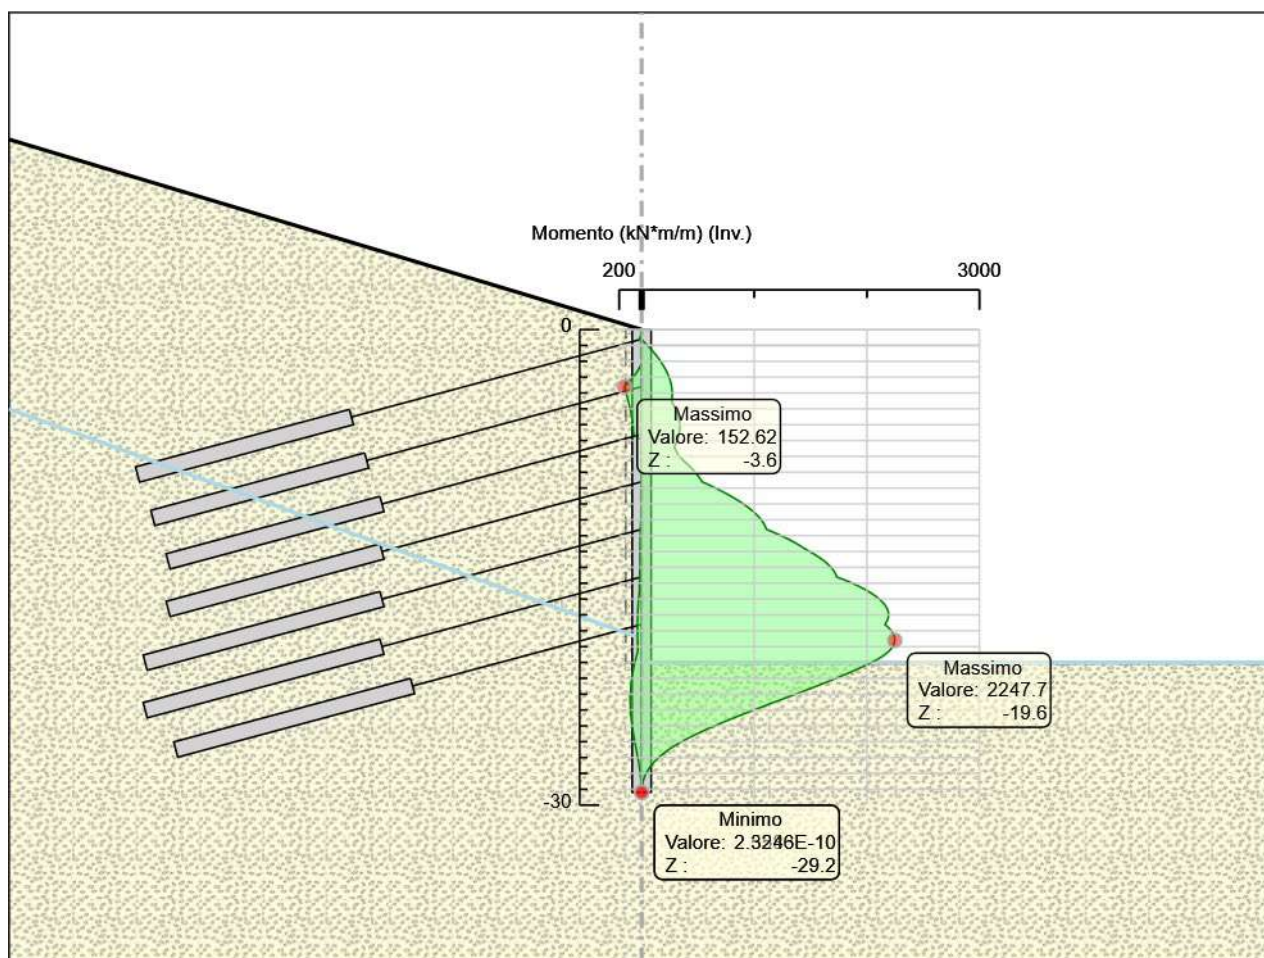 Momento (kN*m/m) (Inv.)
200 3000
0
Massimo
Valore: 152.62
Z : -3.6
Massimo
Valore: 2247.7
Z : -19.6
-30
Minimo
Valore:
Z : -29.2